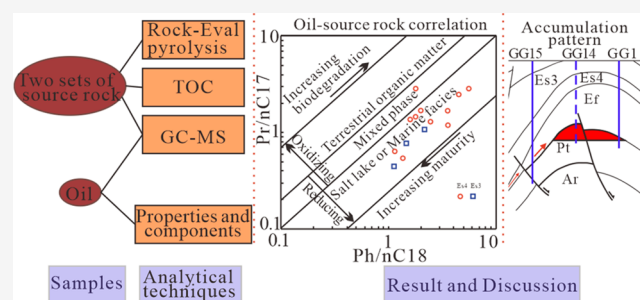 Two sets of
source rock
Oil
Rock-Eval
pyrolysis
TOC
GC-MS
Properties and
components
Samples
Analytical
techniques
Oil-source rock correlation
Pr/nC17
10
1
0.1
Increasing
biodegradation
Terrestrial organic matter
Mixed phase
Salt lake or Marine facies
Oxidizing
Reducing
Increasing maturity
Es4 Es3
0.1
1
10
Ph/nC18
Result and Discussion
Accumulation
pattern
GG15 GG14 GG1
Es3
Es4
Ef
Pt
Ar